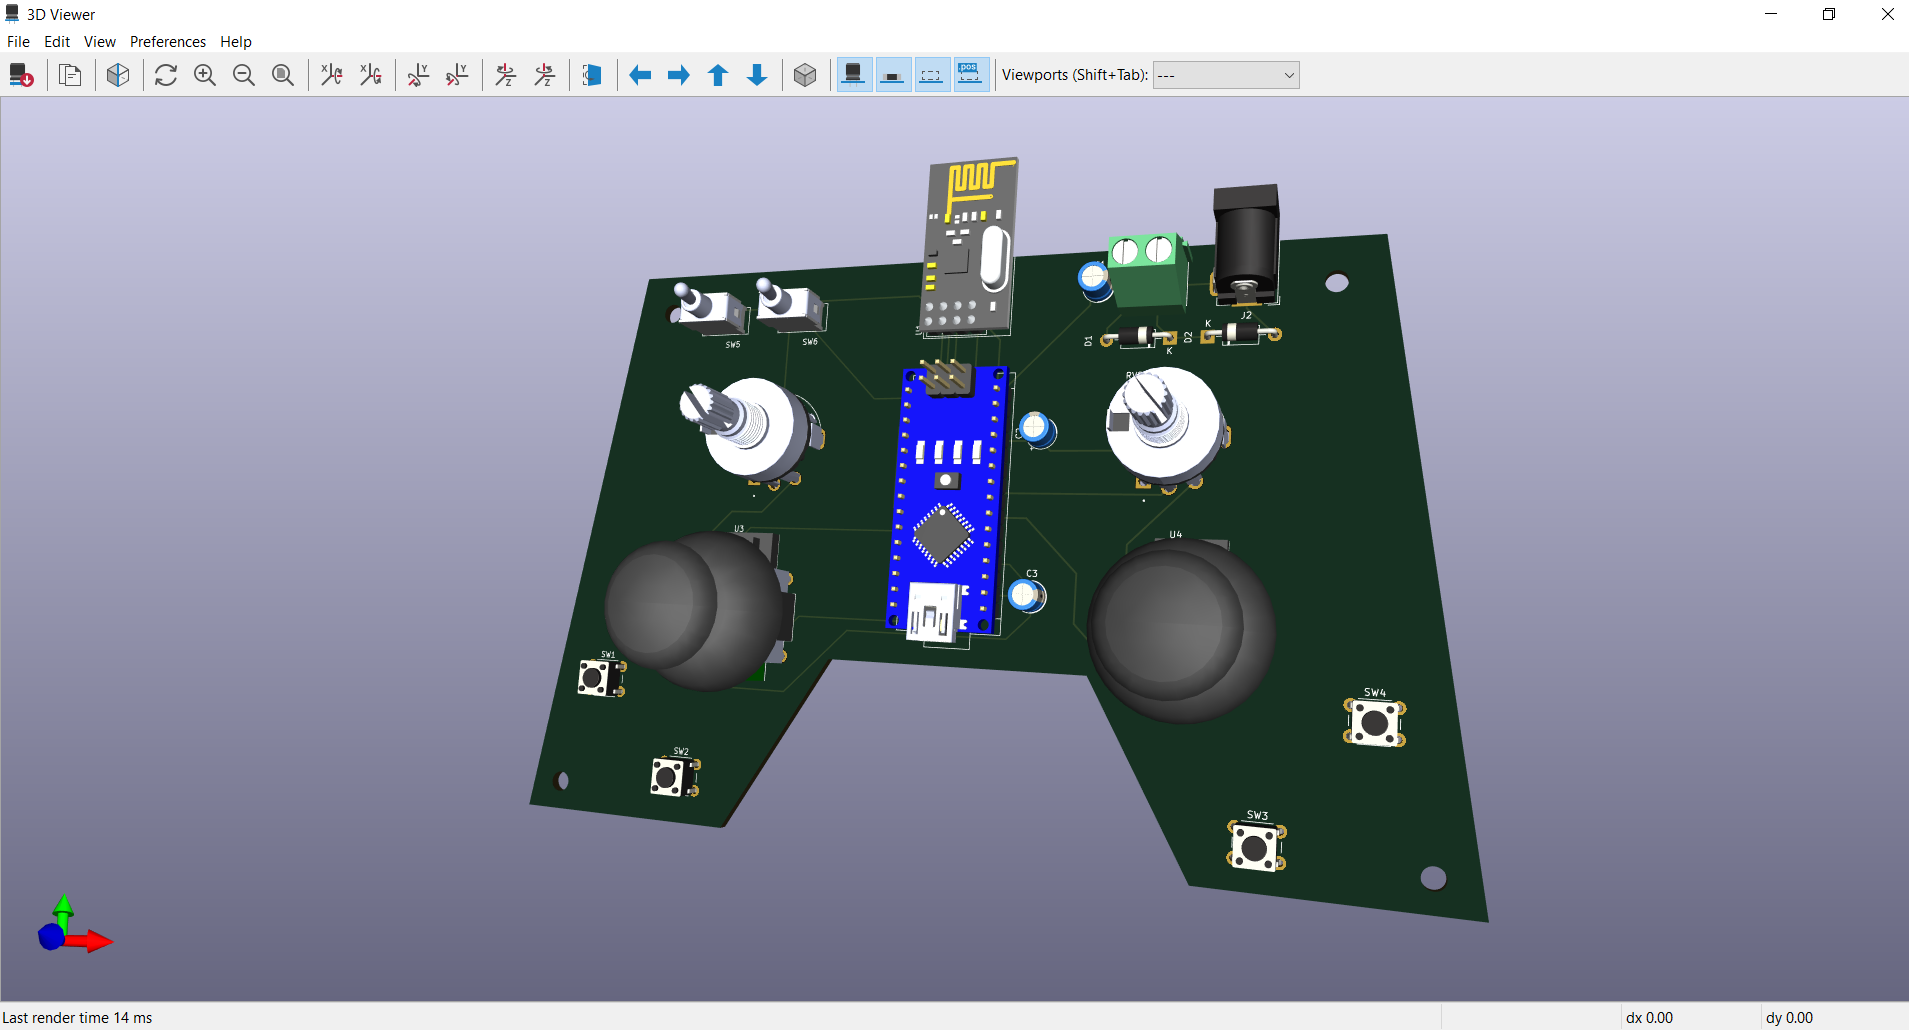 3D Viewer
File Edit View Preferences Help
X X Y Y Z Z
pos
Viewports (Shift+Tab): ---
SW5
SW6
J2
D1
K
D2
K
U3
U4
C3
SW1
SW2
SW4
SW3
Last render time 14 ms
dx 0.00
dy 0.00